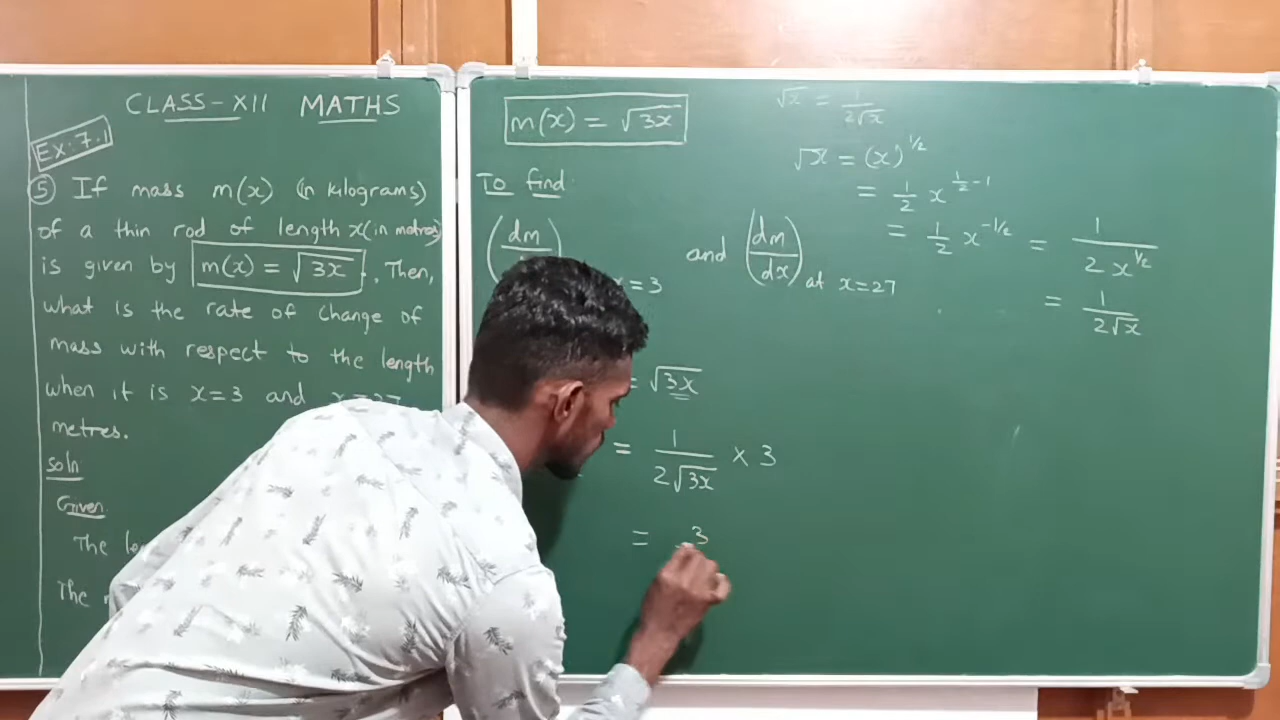 CLASS-XII MATHS
Ex: 7.1
⑤ If mass m(x) (in kilograms)
of a thin rod of length x (in metres)
is given by m(x) = √3x . Then,
what is the rate of change of
mass with respect to the length
when it is x=3 and x=27
metres.
soln
Given
The
The
m(x) = √3x
To find:
(dm/ x=3 and (dm/dx) at x=27
= √3x
= 1/2√3x × 3
= 3
√x = 1/2√x
√x = (x)^1/2
= 1/2 x^1/2-1
= 1/2 x^-1/2 = 1/2x^1/2
= 1/2√x